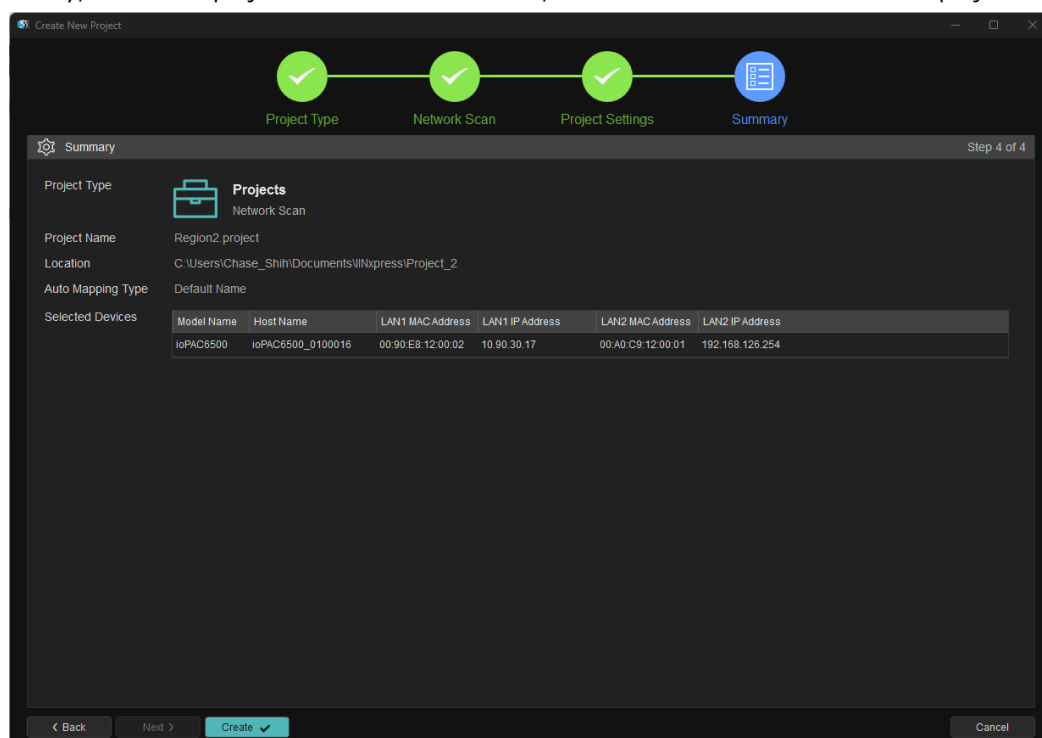 Create New Project
Project Type Network Scan Project Settings Summary
Summary Step 4 of 4
Project Type Projects
Network Scan
Project Name Region2.project
Location C:\Users\Chase_Shih\Documents\IINxpress\Project_2
Auto Mapping Type Default Name
Selected Devices
Model Name Host Name LAN1 MAC Address LAN1 IP Address LAN2 MAC Address LAN2 IP Address
ioPAC6500 ioPAC6500_0100016 00:90:E8:12:00:02 10.90.30.17 00:A0:C9:12:00:01 192.168.126.254
< Back Next > Create Cancel